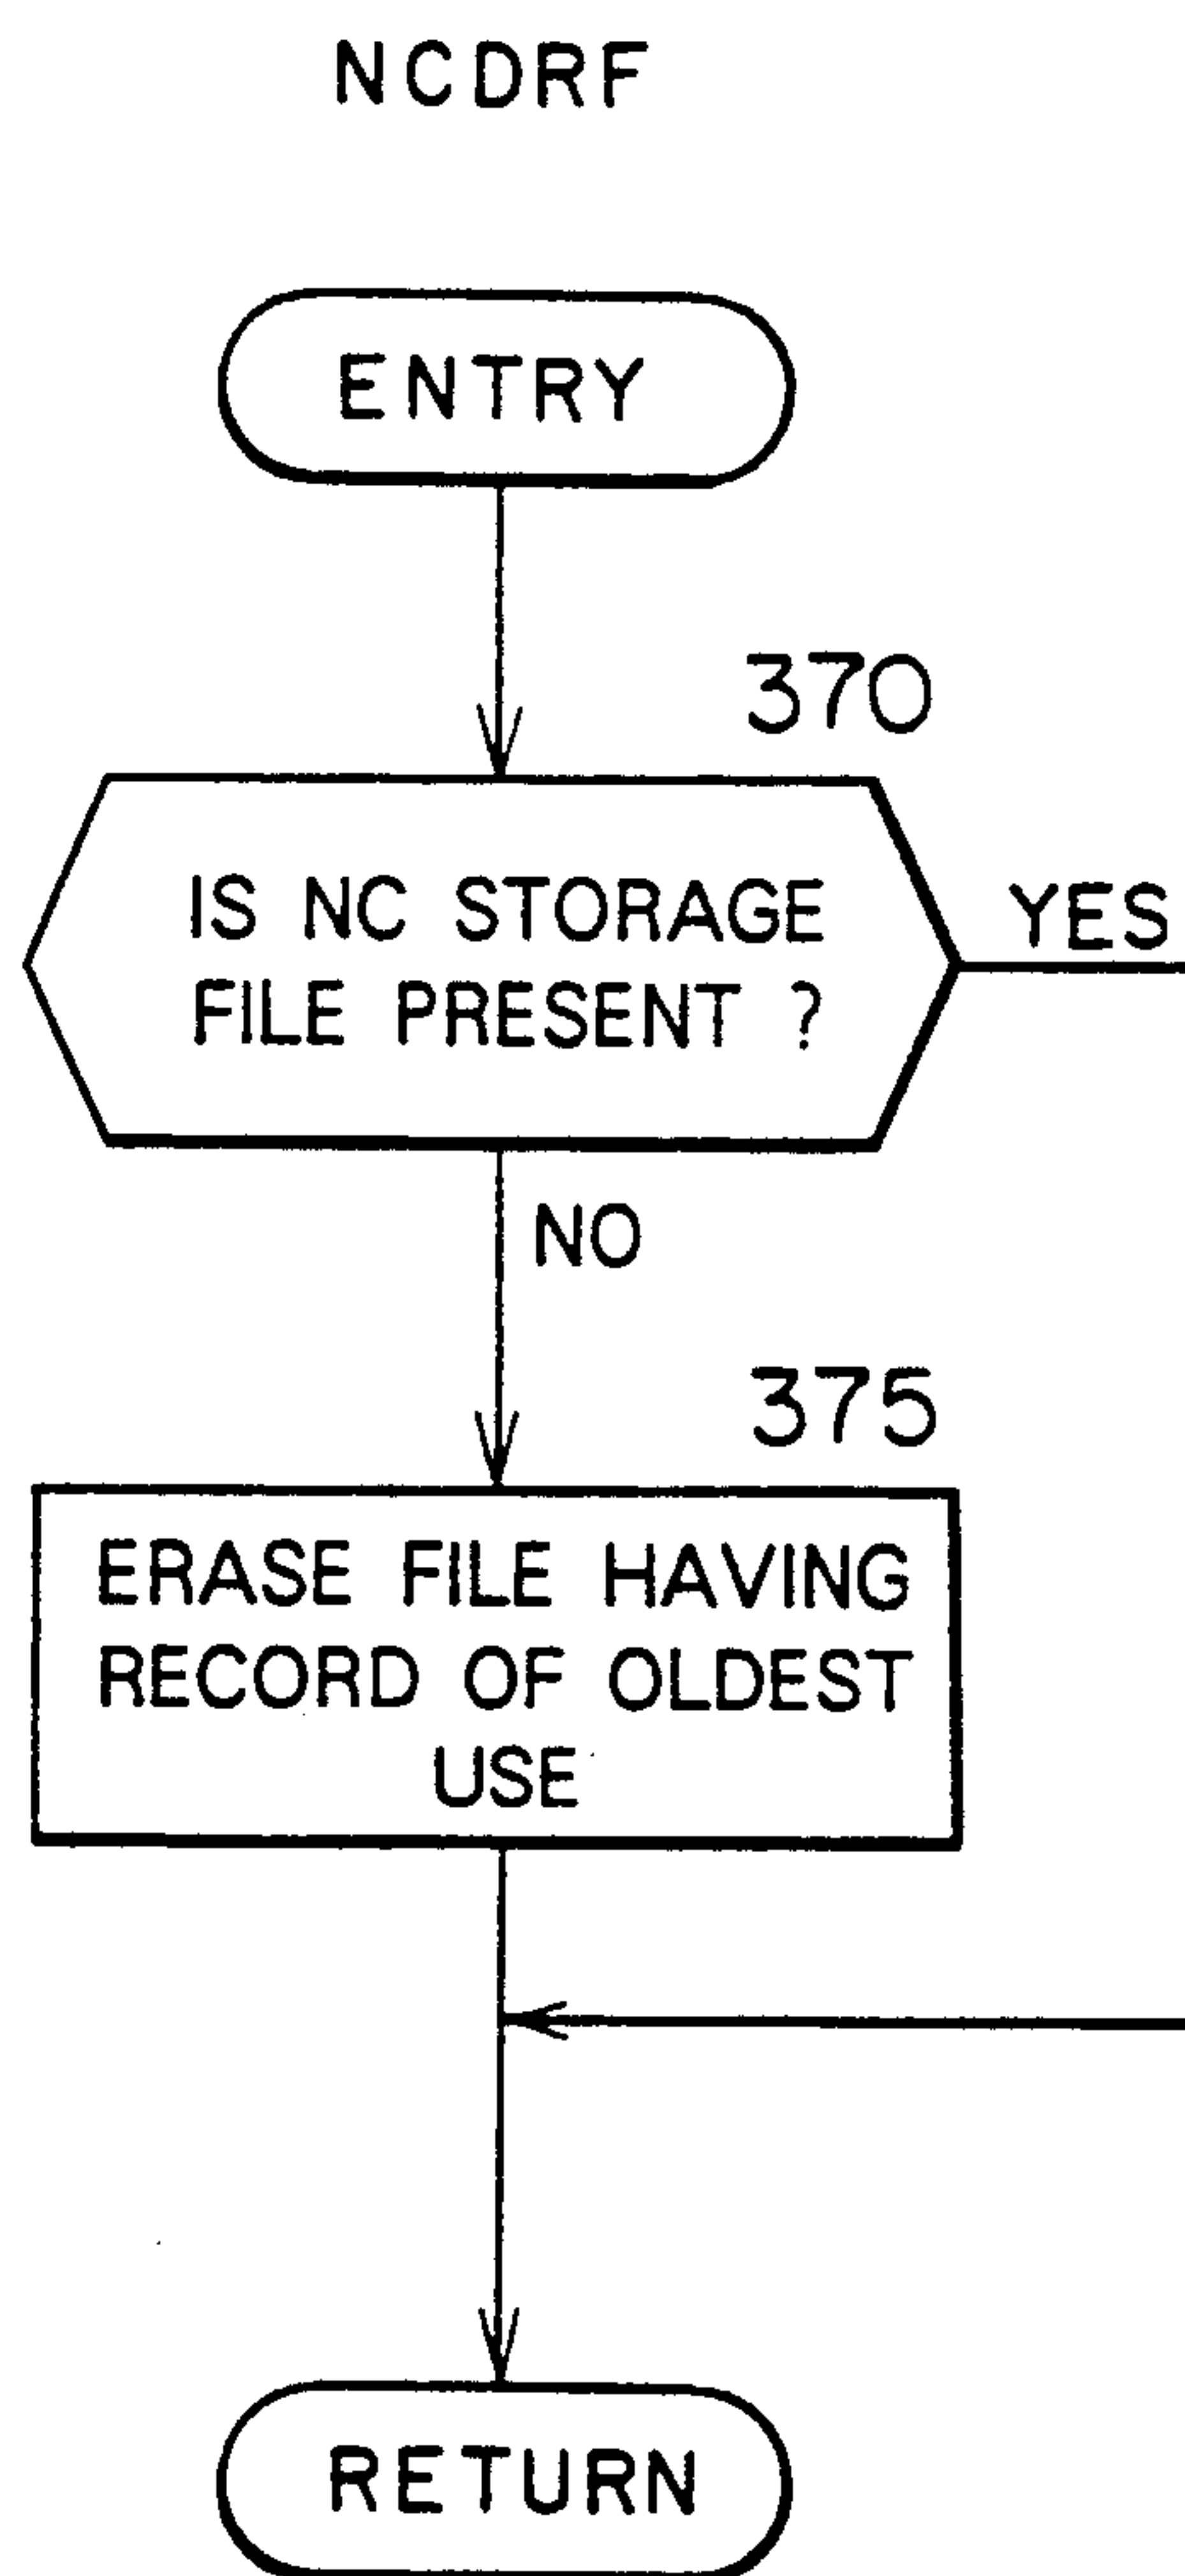 NCDRF
ENTRY
370
IS NC STORAGE
FILE PRESENT ?
YES
NO
375
ERASE FILE HAVING
RECORD OF OLDEST
USE
RETURN